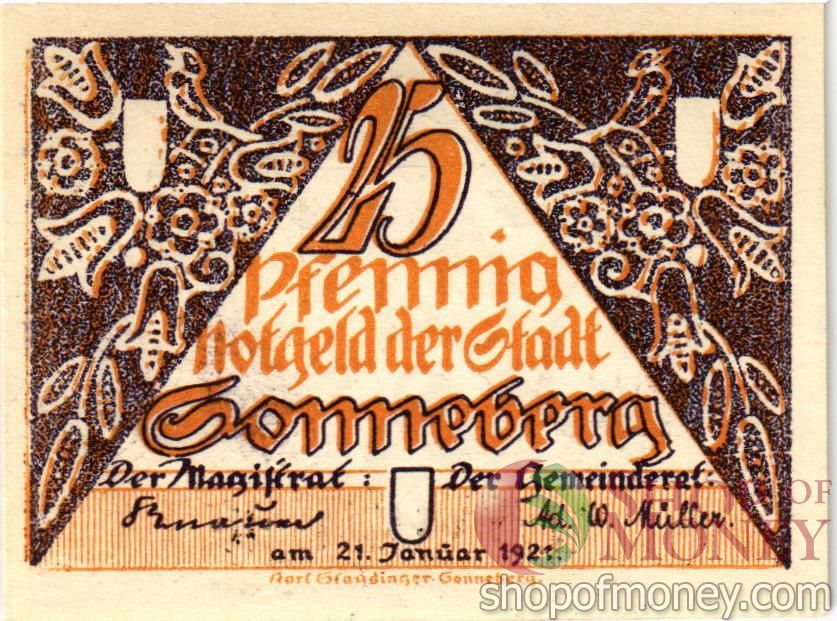 25
Pfennig
Notgeld der Stadt
Sonneberg
Der Magistrat: Der Gemeinderat:
Ad. W. Müller.
am 21. Januar 1921.
Karl Staudinger-Sonneberg.
SHOP OF
MONEY
shopofmoney.com